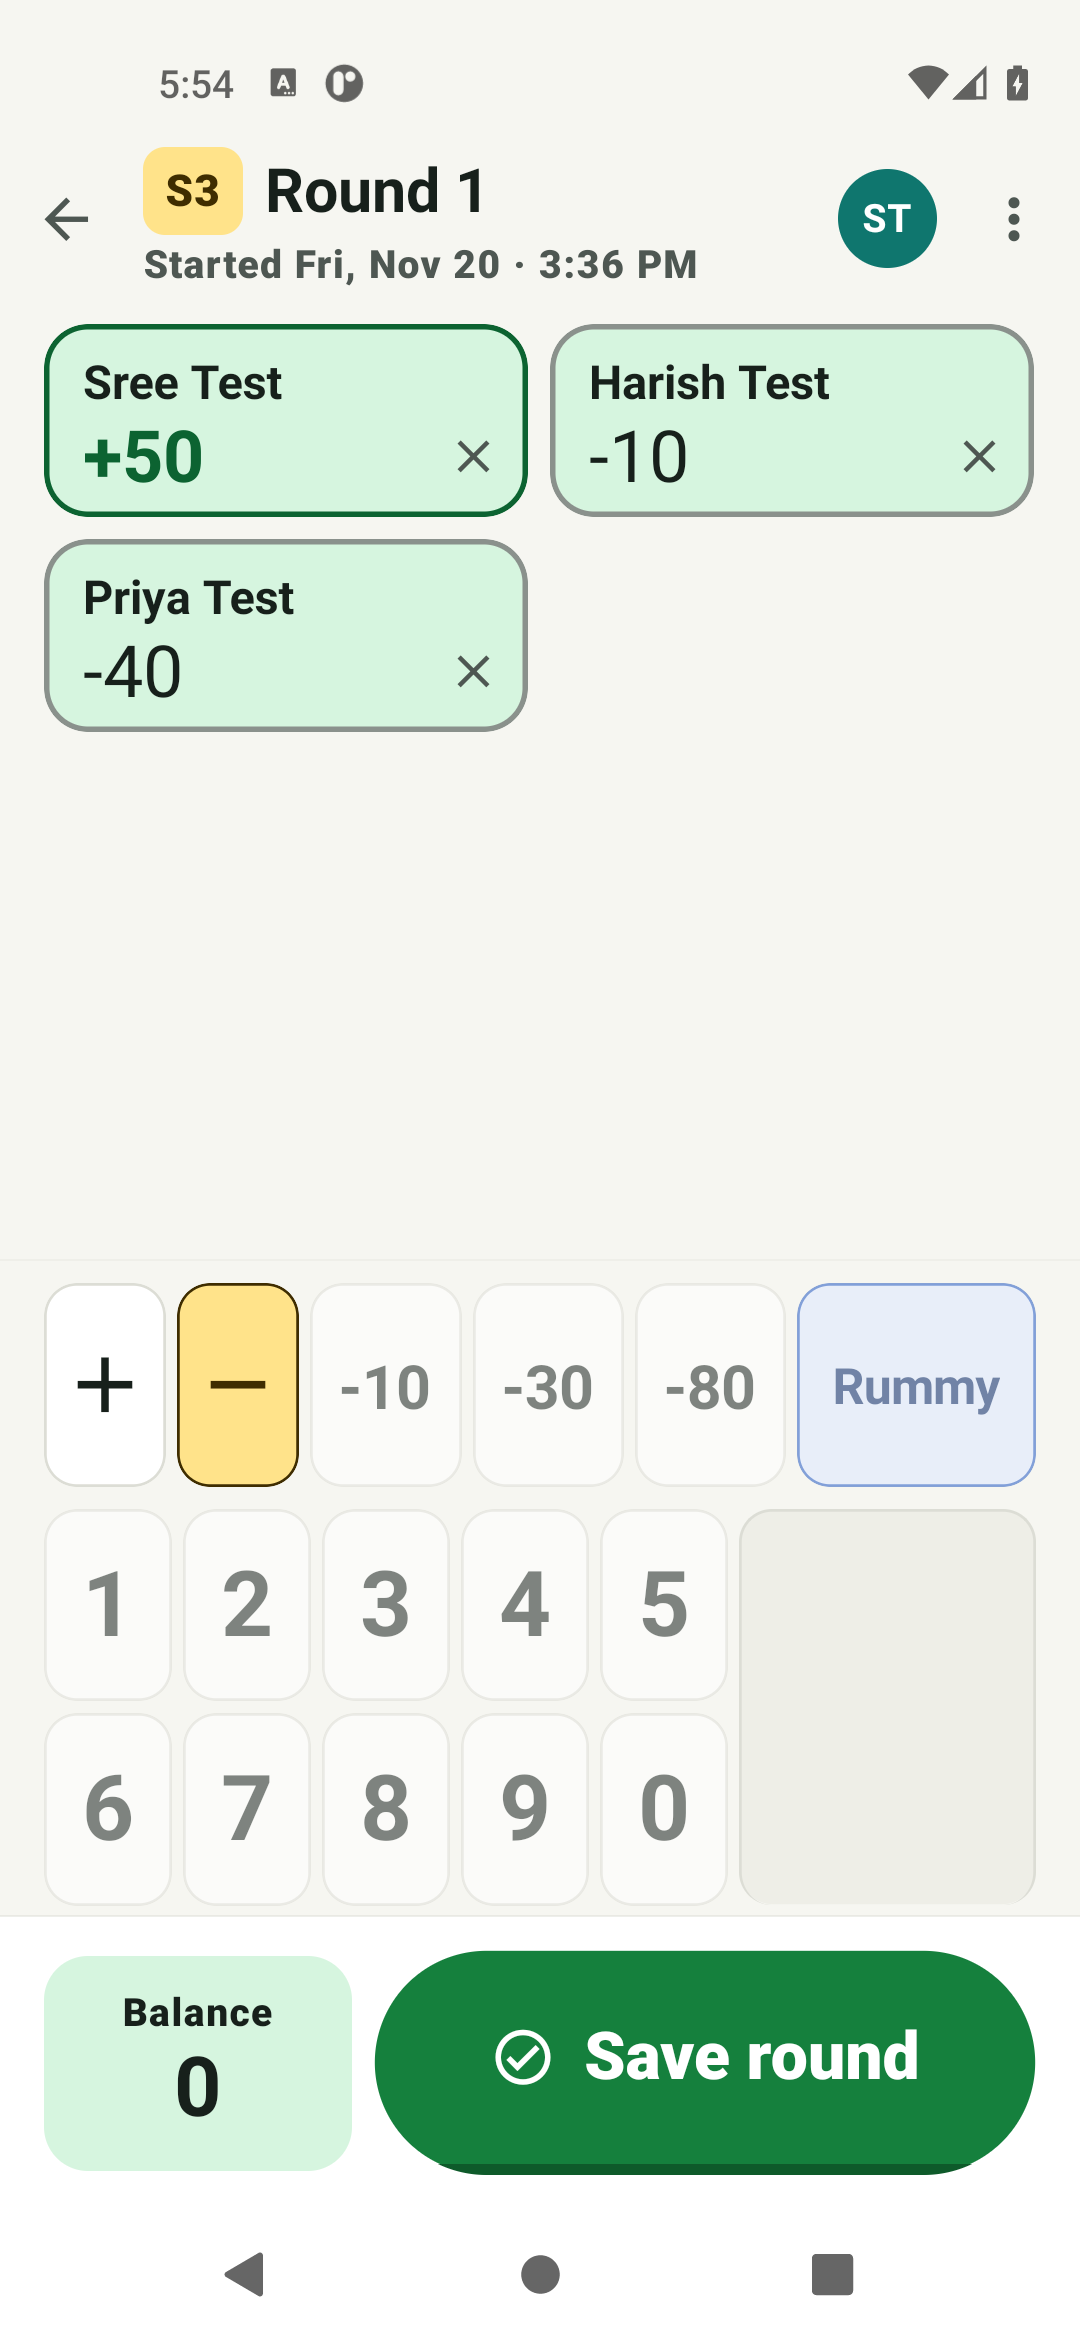 5:54
S3 Round 1
ST
Started Fri, Nov 20 · 3:36 PM
Sree Test
+50
Harish Test
-10
Priya Test
-40
+ − -10 -30 -80 Rummy
1 2 3 4 5
6 7 8 9 0
Balance
0
Save round